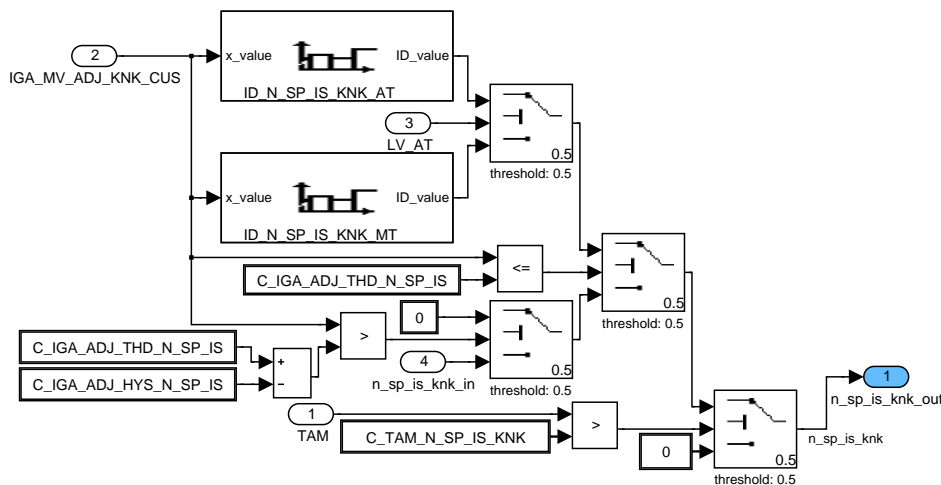 x_value
ID_value
ID_N_SP_IS_KNK_AT
2
IGA_MV_ADJ_KNK_CUS
3
LV_AT
0.5
threshold: 0.5
x_value
ID_value
ID_N_SP_IS_KNK_MT
<=
C_IGA_ADJ_THD_N_SP_IS
0.5
threshold: 0.5
0
>
C_IGA_ADJ_THD_N_SP_IS
+
−
C_IGA_ADJ_HYS_N_SP_IS
4
n_sp_is_knk_in
0.5
threshold: 0.5
1
TAM
C_TAM_N_SP_IS_KNK
>
0
0.5
threshold: 0.5
n_sp_is_knk
1
n_sp_is_knk_out